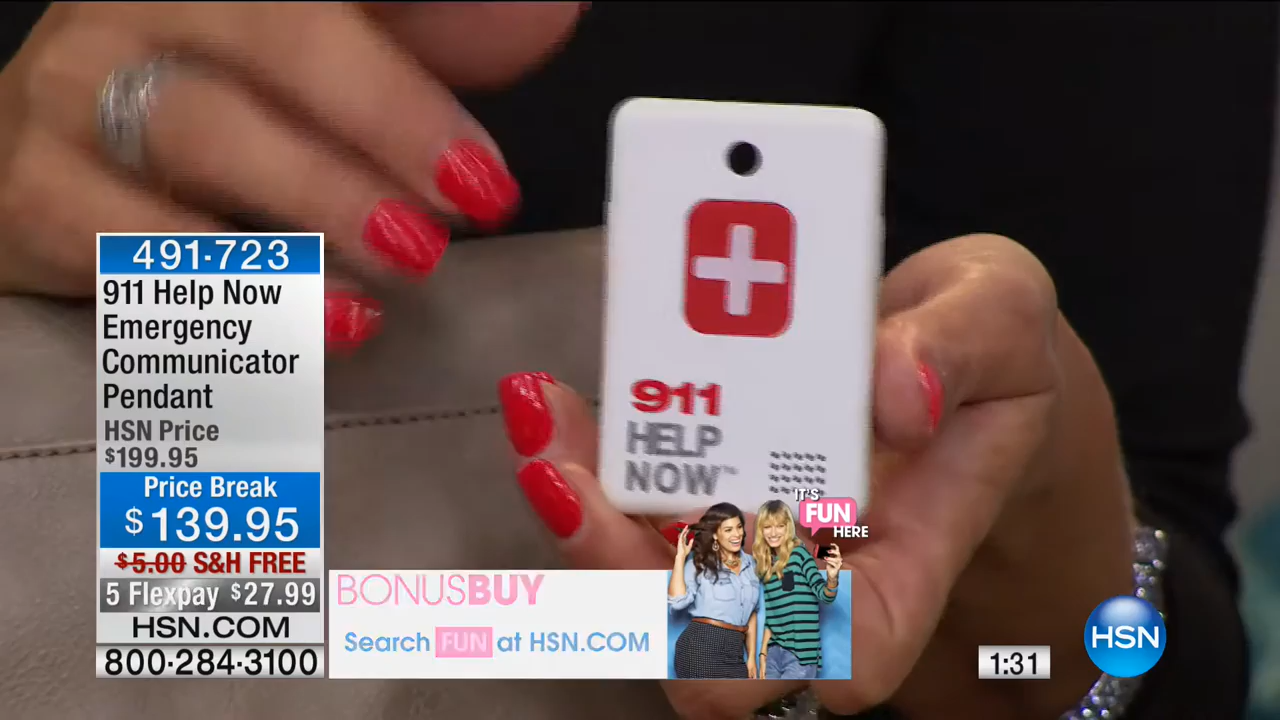 491·723
911 Help Now
Emergency
Communicator
Pendant
HSN Price
$199.95
Price Break
$139.95
$5.00 S&H FREE
5 Flexpay $27.99
HSN.COM
800·284·3100
911
HELP
NOW™
IT'S
FUN
HERE
BONUSBUY
Search FUN at HSN.COM
1:31
HSN